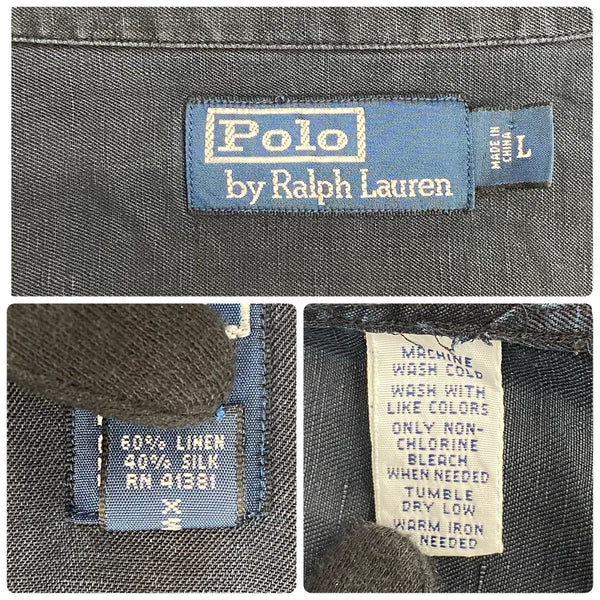 Polo
by Ralph Lauren
MADE IN
CHINA
L
60% LINEN
40% SILK
RN 41381
MACHINE
WASH COLD
WASH WITH
LIKE COLORS
ONLY NON-
CHLORINE
BLEACH
WHEN NEEDED
TUMBLE
DRY LOW
WARM IRON
NEEDED